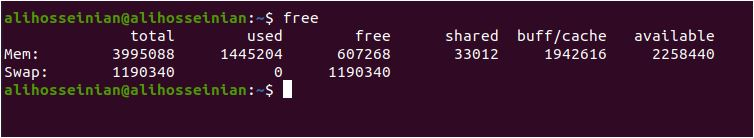 alihosseinian@alihosseinian:~$ free
total used free shared buff/cache available
Mem: 3995088 1445204 607268 33012 1942616 2258440
Swap: 1190340 0 1190340
alihosseinian@alihosseinian:~$